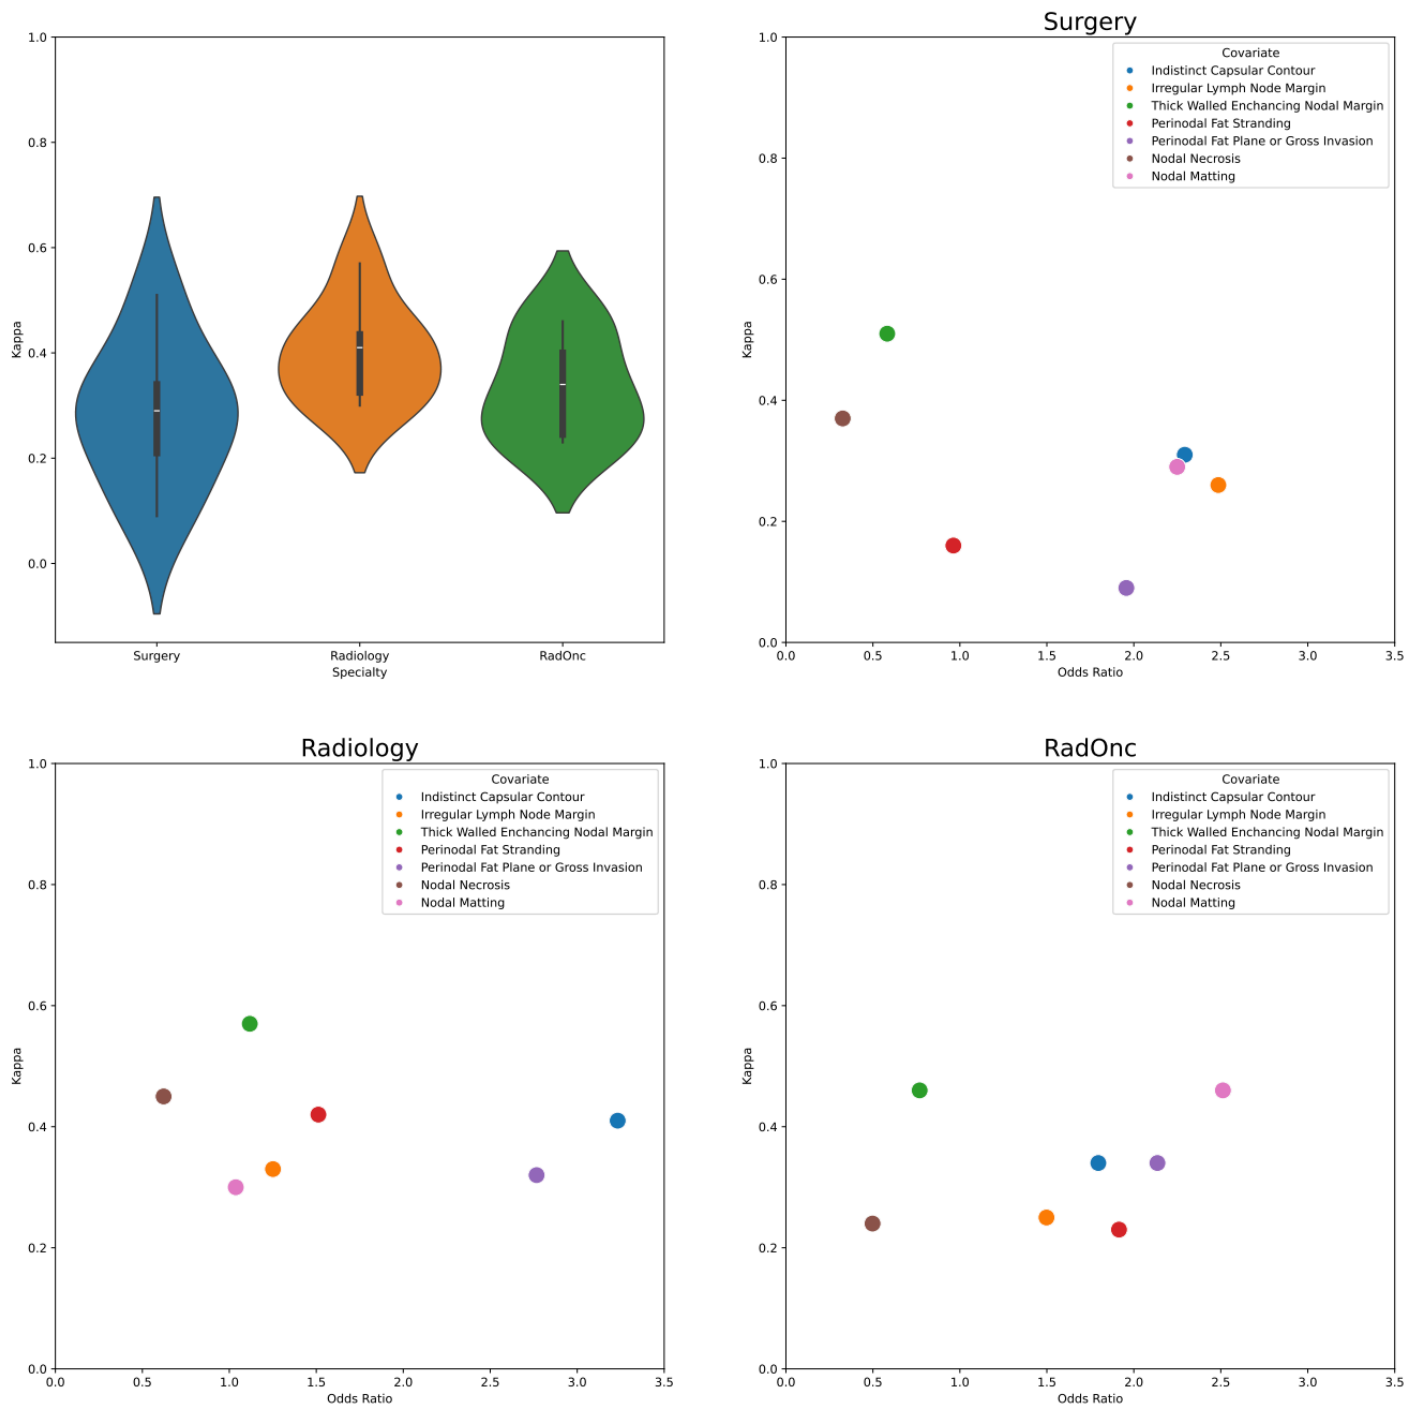 1.0
0.8
0.6
0.4
0.2
0.0
Kappa
Surgery
Radiology
RadOnc
Specialty
Surgery
Covariate
Indistinct Capsular Contour
Irregular Lymph Node Margin
Thick Walled Enchancing Nodal Margin
Perinodal Fat Stranding
Perinodal Fat Plane or Gross Invasion
Nodal Necrosis
Nodal Matting
1.0
0.8
0.6
0.4
0.2
0.0
Kappa
0.0 0.5 1.0 1.5 2.0 2.5 3.0 3.5
Odds Ratio
Radiology
Covariate
Indistinct Capsular Contour
Irregular Lymph Node Margin
Thick Walled Enchancing Nodal Margin
Perinodal Fat Stranding
Perinodal Fat Plane or Gross Invasion
Nodal Necrosis
Nodal Matting
1.0
0.8
0.6
0.4
0.2
0.0
Kappa
0.0 0.5 1.0 1.5 2.0 2.5 3.0 3.5
Odds Ratio
RadOnc
Covariate
Indistinct Capsular Contour
Irregular Lymph Node Margin
Thick Walled Enchancing Nodal Margin
Perinodal Fat Stranding
Perinodal Fat Plane or Gross Invasion
Nodal Necrosis
Nodal Matting
1.0
0.8
0.6
0.4
0.2
0.0
Kappa
0.0 0.5 1.0 1.5 2.0 2.5 3.0 3.5
Odds Ratio